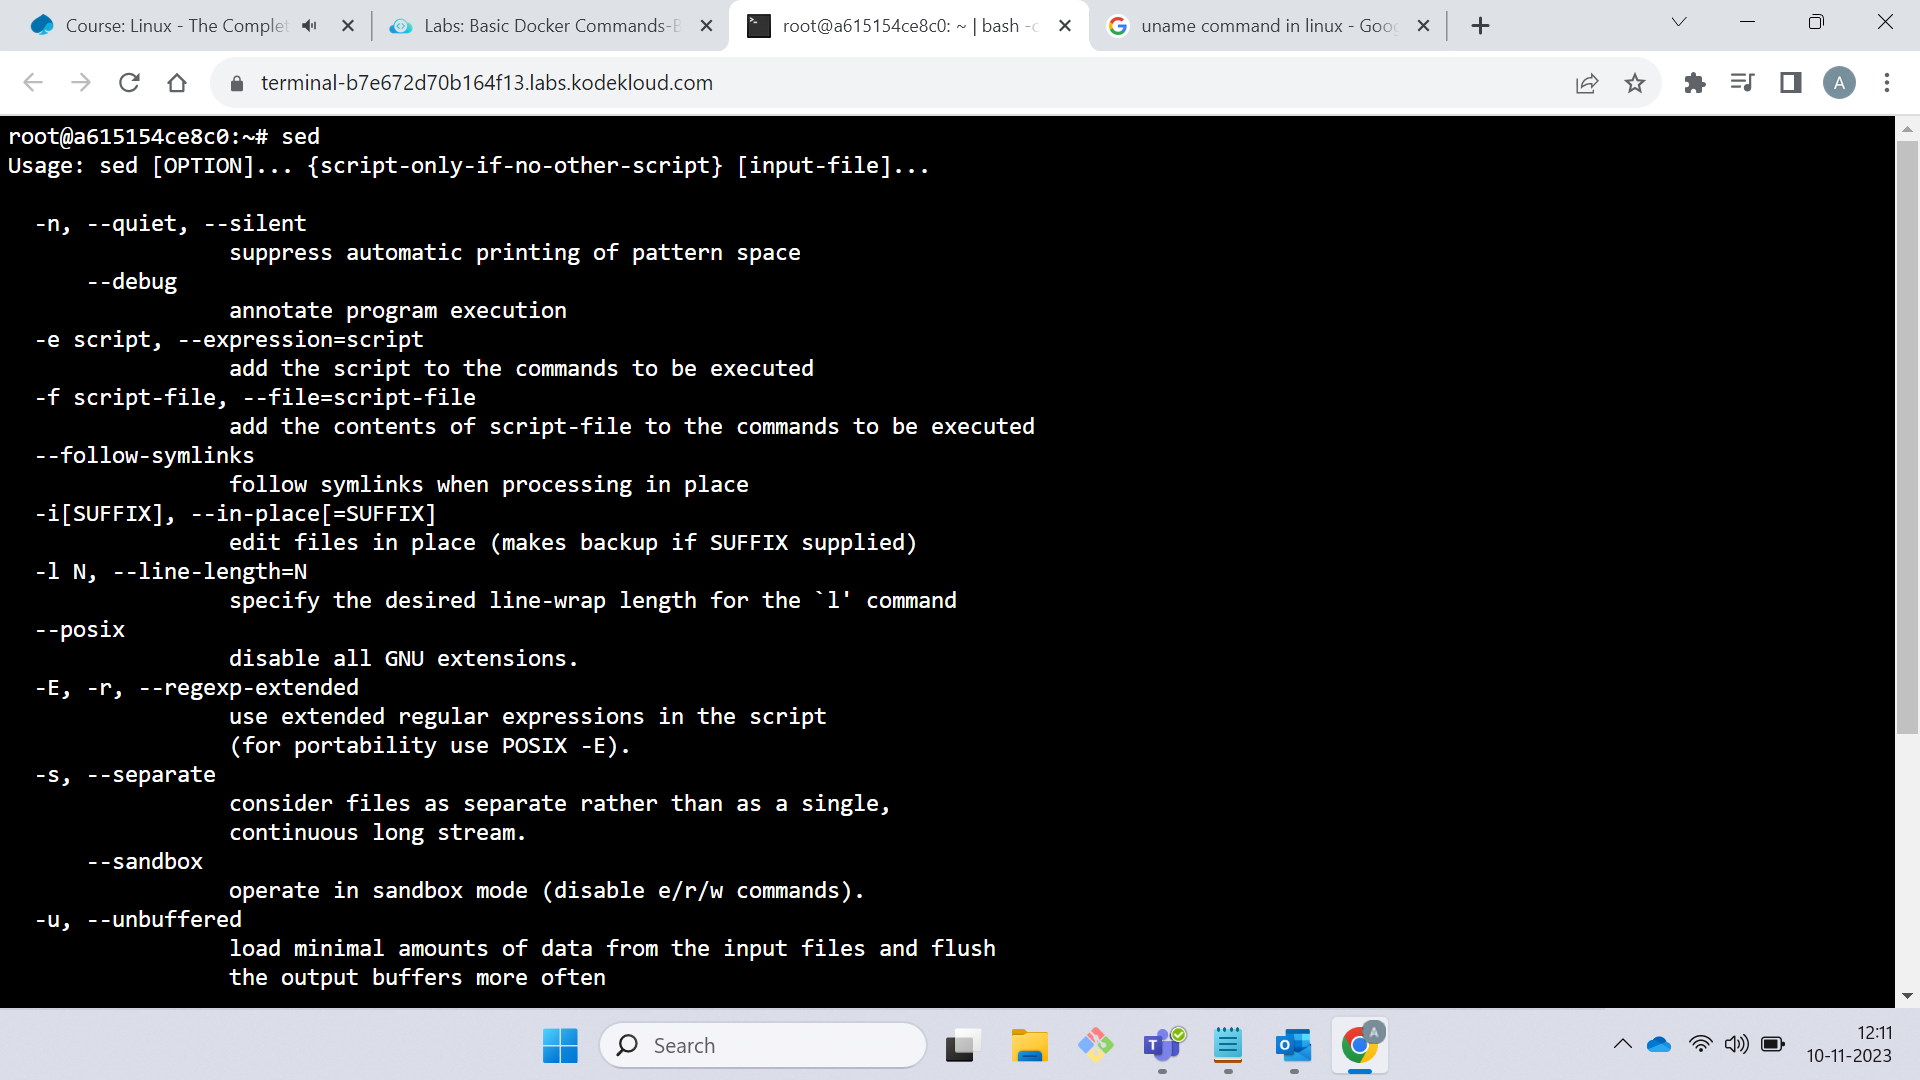 Course: Linux - The Complet
Labs: Basic Docker Commands-B
root@a615154ce8c0: ~ | bash -c
uname command in linux - Goog
terminal-b7e672d70b164f13.labs.kodekloud.com
A
root@a615154ce8c0:~# sed
Usage: sed [OPTION]... {script-only-if-no-other-script} [input-file]...
-n, --quiet, --silent
suppress automatic printing of pattern space
--debug
annotate program execution
-e script, --expression=script
add the script to the commands to be executed
-f script-file, --file=script-file
add the contents of script-file to the commands to be executed
--follow-symlinks
follow symlinks when processing in place
-i[SUFFIX], --in-place[=SUFFIX]
edit files in place (makes backup if SUFFIX supplied)
-l N, --line-length=N
specify the desired line-wrap length for the `l' command
--posix
disable all GNU extensions.
-E, -r, --regexp-extended
use extended regular expressions in the script
(for portability use POSIX -E).
-s, --separate
consider files as separate rather than as a single,
continuous long stream.
--sandbox
operate in sandbox mode (disable e/r/w commands).
-u, --unbuffered
load minimal amounts of data from the input files and flush
the output buffers more often
Search
T
O
A
12:11
10-11-2023